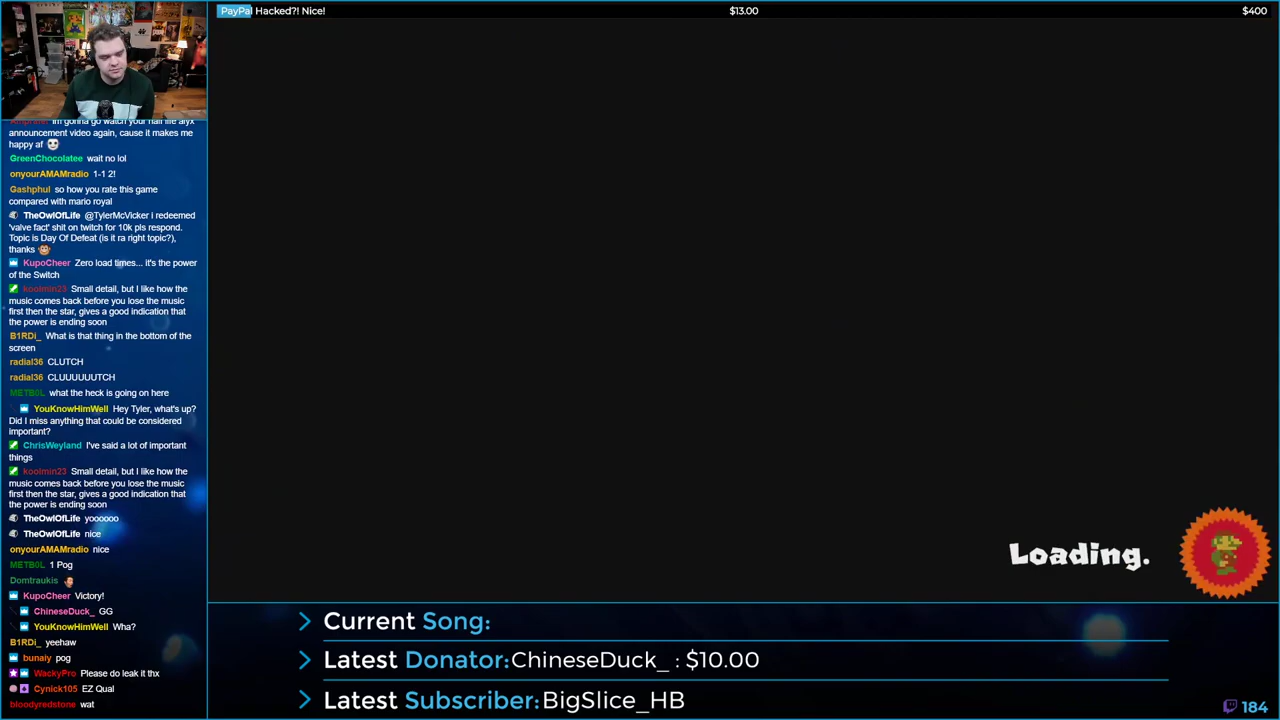 PayPal Hacked?! Nice! $13.00 $400
im gonna go watch your half life alyx
announcement video again, cause it makes me
happy af
GreenChocolatee wait no lol
onyourAMAMradio 1-1 2!
Gashphul so how you rate this game
compared with mario royal
TheOwlOfLife @TylerMcVicker i redeemed
'valve fact' shit on twitch for 10k pls respond.
Topic is Day Of Defeat (is it ra right topic?),
thanks
KupoCheer Zero load times... it's the power
of the Switch
koolmin23 Small detail, but I like how the
music comes back before you lose the music
first then the star, gives a good indication that
the power is ending soon
B1RDi_ What is that thing in the bottom of the
screen
radial36 CLUTCH
radial36 CLUUUUUUTCH
METB0L what the heck is going on here
YouKnowHimWell Hey Tyler, what's up?
Did I miss anything that could be considered
important?
ChrisWeyland I've said a lot of important
things
koolmin23 Small detail, but I like how the
music comes back before you lose the music
first then the star, gives a good indication that
the power is ending soon
TheOwlOfLife yoooooo
TheOwlOfLife nice
onyourAMAMradio nice
METB0L 1 Pog
Domtraukis
KupoCheer Victory!
ChineseDuck_ GG
YouKnowHimWell Wha?
B1RDi_ yeehaw
bunaiy pog
WackyPro Please do leak it thx
Cynick105 EZ Qual
bloodyredstone wat
Loading.
Current Song:
Latest Donator:ChineseDuck_ : $10.00
Latest Subscriber:BigSlice_HB
184